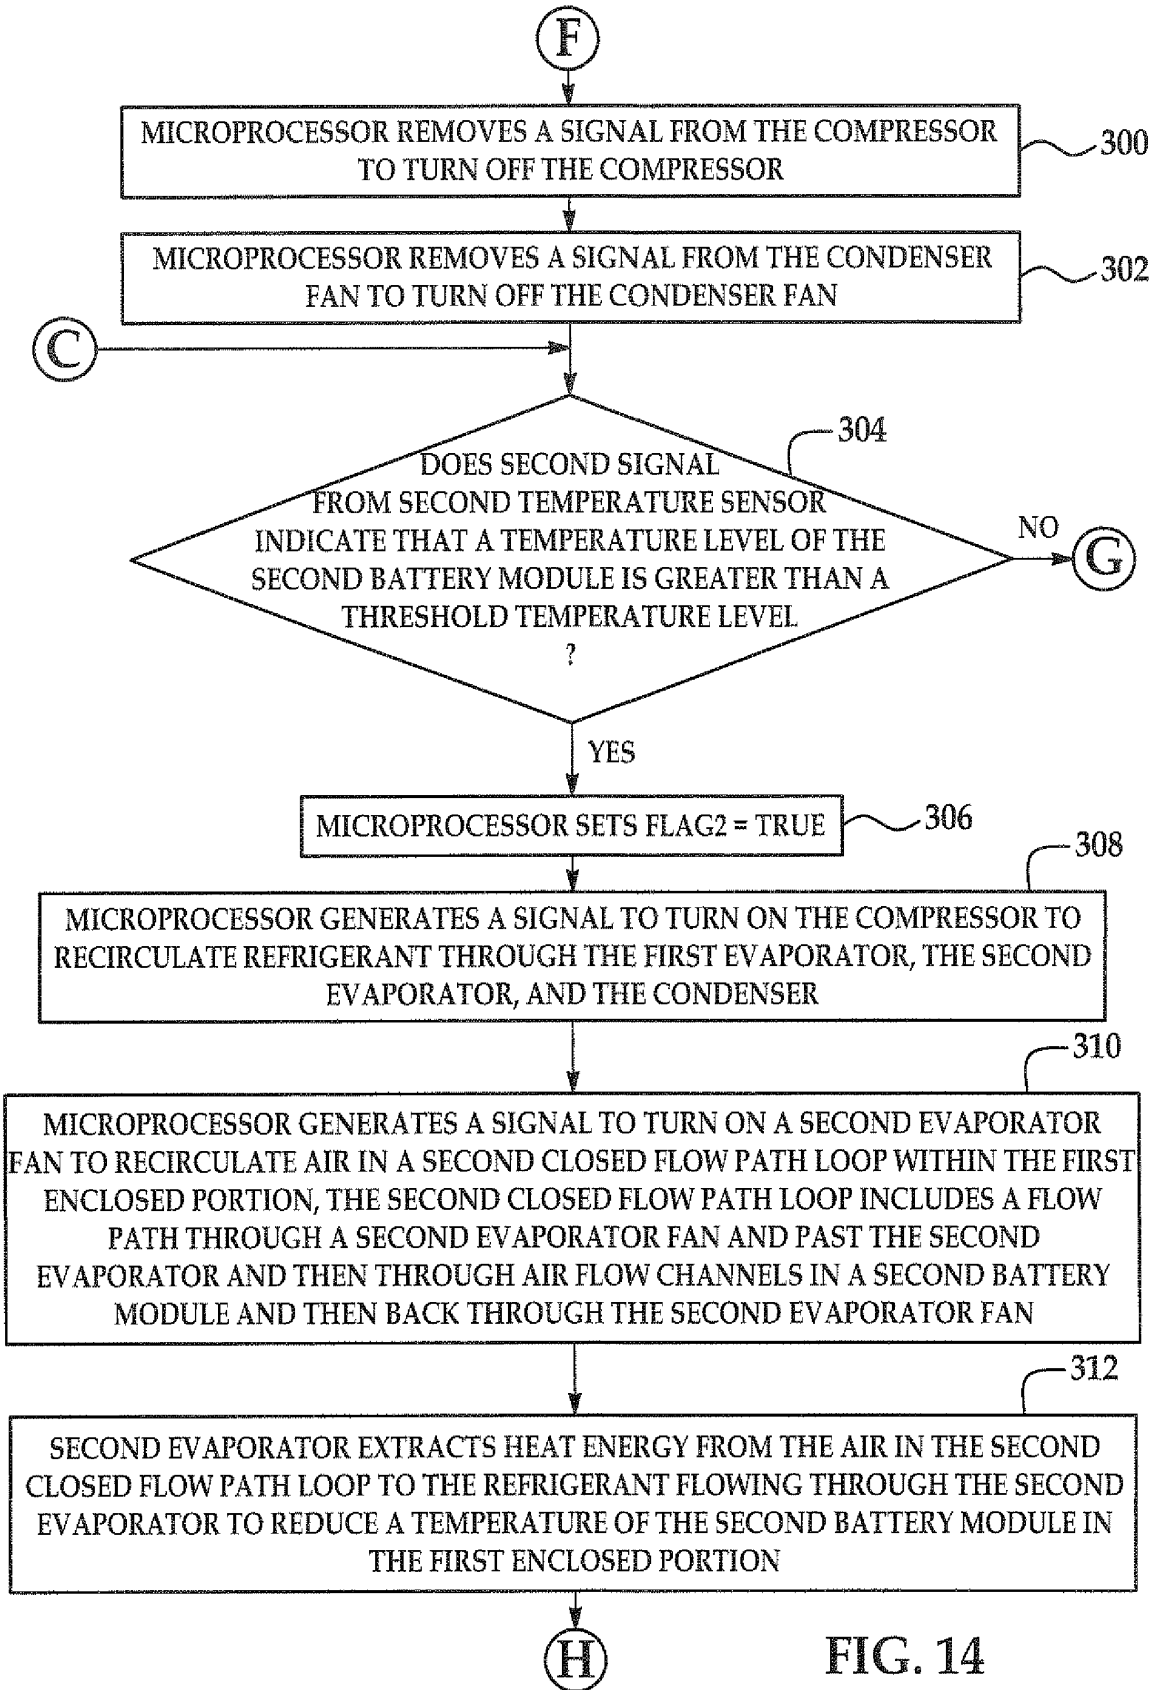 F
MICROPROCESSOR REMOVES A SIGNAL FROM THE COMPRESSOR
TO TURN OFF THE COMPRESSOR
300
MICROPROCESSOR REMOVES A SIGNAL FROM THE CONDENSER
FAN TO TURN OFF THE CONDENSER FAN
302
C
304
DOES SECOND SIGNAL
FROM SECOND TEMPERATURE SENSOR
INDICATE THAT A TEMPERATURE LEVEL OF THE
SECOND BATTERY MODULE IS GREATER THAN A
THRESHOLD TEMPERATURE LEVEL
?
NO
G
YES
MICROPROCESSOR SETS FLAG2 = TRUE
306
308
MICROPROCESSOR GENERATES A SIGNAL TO TURN ON THE COMPRESSOR TO
RECIRCULATE REFRIGERANT THROUGH THE FIRST EVAPORATOR, THE SECOND
EVAPORATOR, AND THE CONDENSER
310
MICROPROCESSOR GENERATES A SIGNAL TO TURN ON A SECOND EVAPORATOR
FAN TO RECIRCULATE AIR IN A SECOND CLOSED FLOW PATH LOOP WITHIN THE FIRST
ENCLOSED PORTION, THE SECOND CLOSED FLOW PATH LOOP INCLUDES A FLOW
PATH THROUGH A SECOND EVAPORATOR FAN AND PAST THE SECOND
EVAPORATOR AND THEN THROUGH AIR FLOW CHANNELS IN A SECOND BATTERY
MODULE AND THEN BACK THROUGH THE SECOND EVAPORATOR FAN
312
SECOND EVAPORATOR EXTRACTS HEAT ENERGY FROM THE AIR IN THE SECOND
CLOSED FLOW PATH LOOP TO THE REFRIGERANT FLOWING THROUGH THE SECOND
EVAPORATOR TO REDUCE A TEMPERATURE OF THE SECOND BATTERY MODULE IN
THE FIRST ENCLOSED PORTION
H
FIG. 14